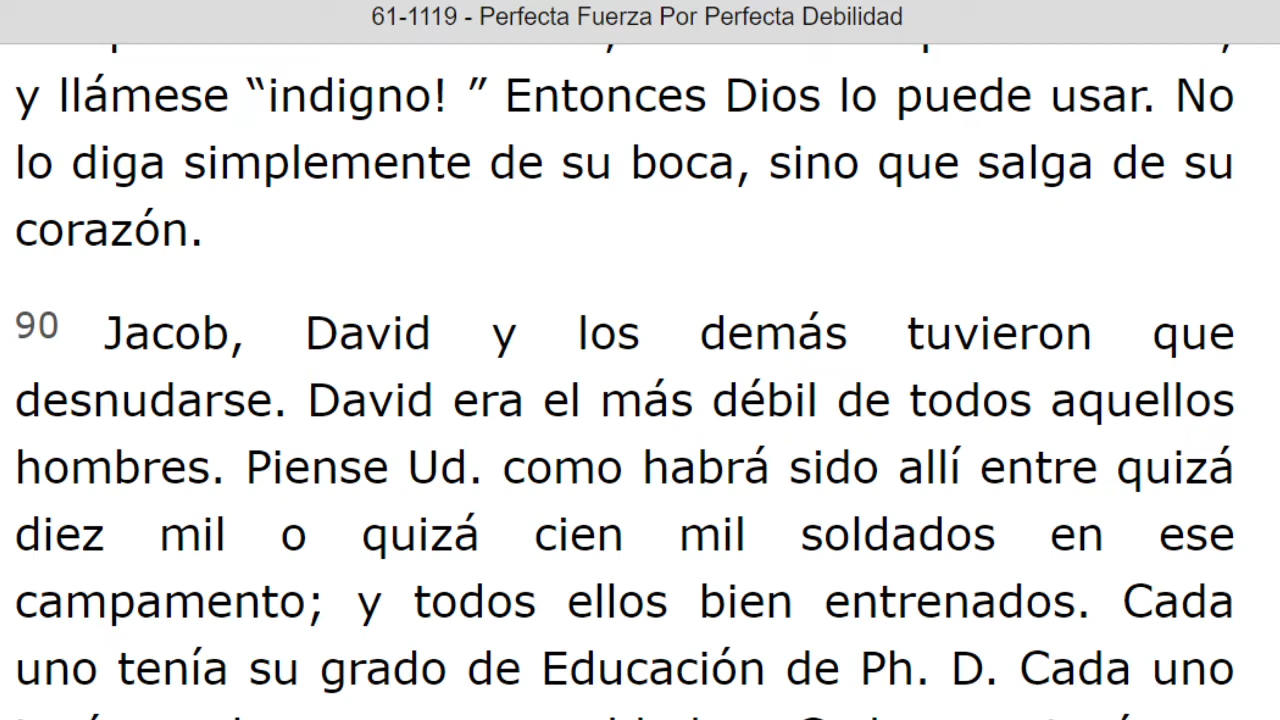 61-1119 - Perfecta Fuerza Por Perfecta Debilidad
y llámese “indigno! ” Entonces Dios lo puede usar. No
lo diga simplemente de su boca, sino que salga de su
corazón.
90 Jacob, David y los demás tuvieron que
desnudarse. David era el más débil de todos aquellos
hombres. Piense Ud. como habrá sido allí entre quizá
diez mil o quizá cien mil soldados en ese
campamento; y todos ellos bien entrenados. Cada
uno tenía su grado de Educación de Ph. D. Cada uno